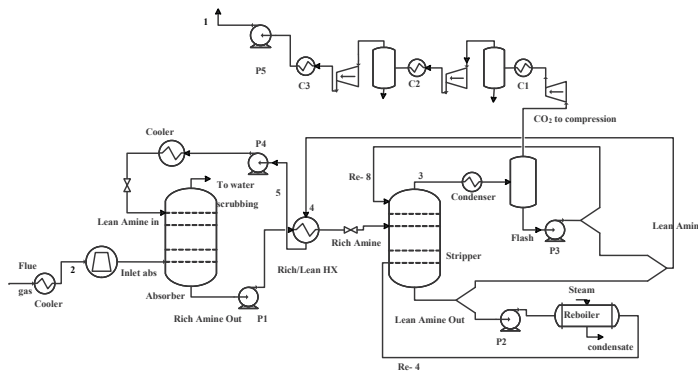 1
P5
C3
C2
C1
CO₂ to compression
Cooler
P4
To water
scrubbing
5
4
Re- 8
3
Condenser
Lean Amine in
Rich Amine
Flash
P3
Lean Amin
Flue
gas
2
Inlet abs
Rich/Lean HX
Stripper
Cooler
Absorber
Rich Amine Out
P1
Lean Amine Out
P2
Steam
Reboiler
condensate
Re- 4